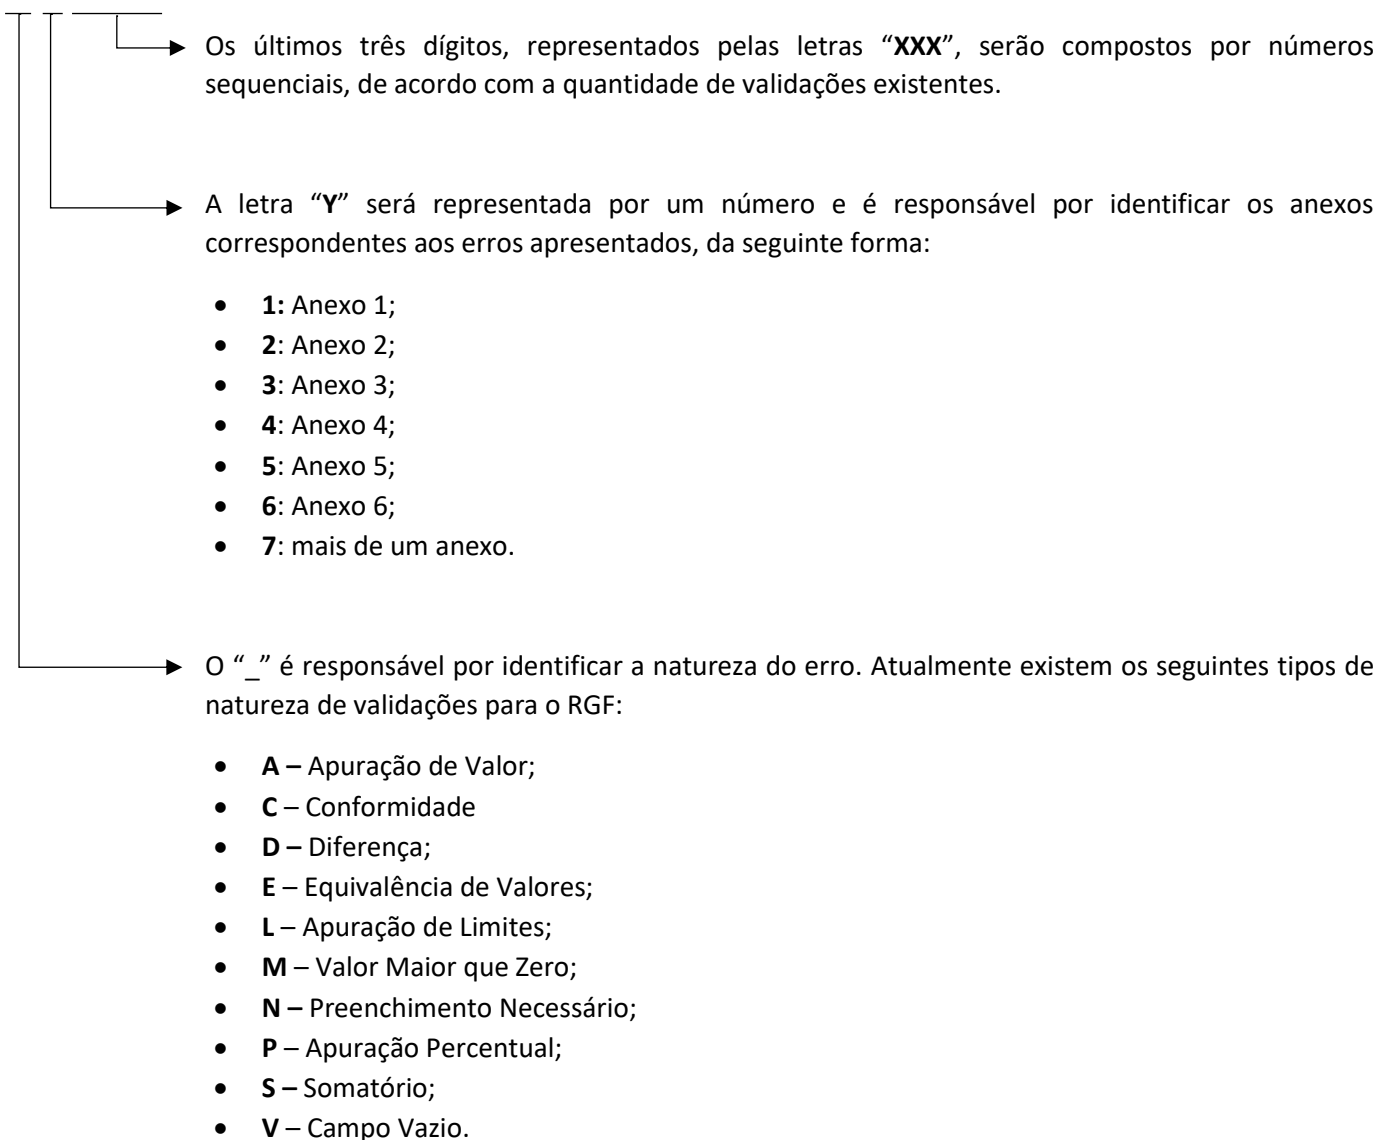 Os últimos três dígitos, representados pelas letras “XXX”, serão compostos por números
sequenciais, de acordo com a quantidade de validações existentes.
A letra “Y” será representada por um número e é responsável por identificar os anexos
correspondentes aos erros apresentados, da seguinte forma:
• 1: Anexo 1;
• 2: Anexo 2;
• 3: Anexo 3;
• 4: Anexo 4;
• 5: Anexo 5;
• 6: Anexo 6;
• 7: mais de um anexo.
O “_” é responsável por identificar a natureza do erro. Atualmente existem os seguintes tipos de
natureza de validações para o RGF:
• A – Apuração de Valor;
• C – Conformidade
• D – Diferença;
• E – Equivalência de Valores;
• L – Apuração de Limites;
• M – Valor Maior que Zero;
• N – Preenchimento Necessário;
• P – Apuração Percentual;
• S – Somatório;
• V – Campo Vazio.